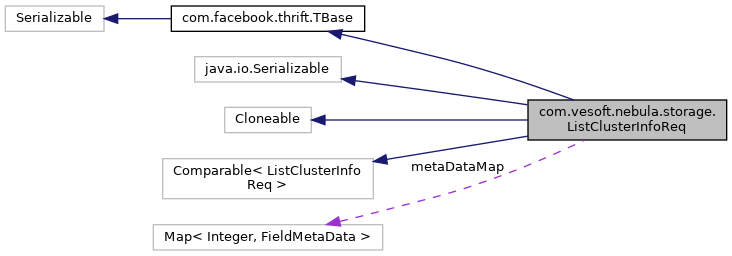 Serializable
com.facebook.thrift.TBase
java.io.Serializable
Cloneable
com.vesoft.nebula.storage.
ListClusterInfoReq
Comparable< ListClusterInfo
Req >
metaDataMap
Map< Integer, FieldMetaData >